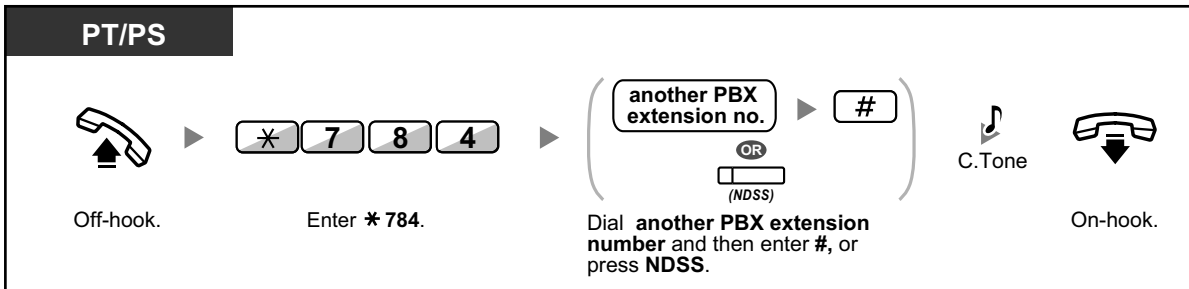 PT/PS
another PBX
extension no.
#
OR
(NDSS)
✳ 7 8 4
C.Tone
Off-hook.
Enter ✳ 784.
Dial another PBX extension
number and then enter #, or
press NDSS.
On-hook.